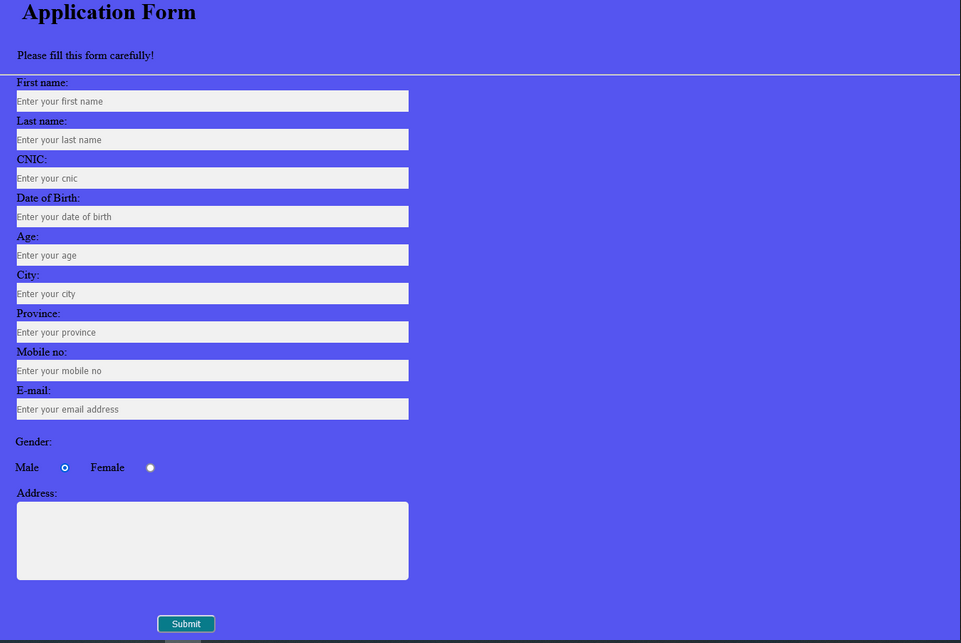 Application Form
Please fill this form carefully!
First name:
Enter your first name
Last name:
Enter your last name
CNIC:
Enter your cnic
Date of Birth:
Enter your date of birth
Age:
Enter your age
City:
Enter your city
Province:
Enter your province
Mobile no:
Enter your mobile no
E-mail:
Enter your email address
Gender:
Male Female
Address:
Submit